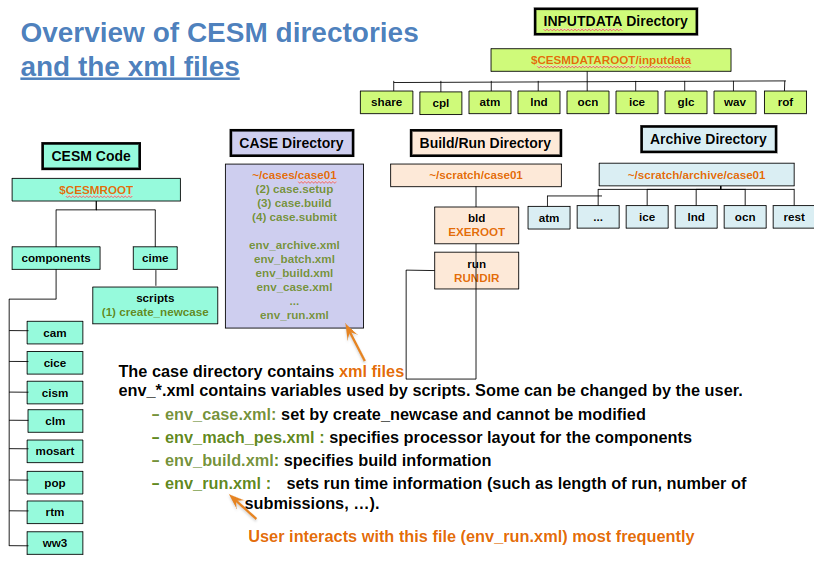 Overview of CESM directories
and the xml files
INPUTDATA Directory
$CESMDATAROOT/inputdata
share
cpl
atm
lnd
ocn
ice
glc
wav
rof
CESM Code
$CESMROOT
components
cime
scripts
(1) create_newcase
cam
cice
cism
clm
mosart
pop
rtm
ww3
CASE Directory
~/cases/case01
(2) case.setup
(3) case.build
(4) case.submit
env_archive.xml
env_batch.xml
env_build.xml
env_case.xml
...
env_run.xml
Build/Run Directory
~/scratch/case01
bld
EXEROOT
run
RUNDIR
Archive Directory
~/scratch/archive/case01
atm
...
ice
lnd
ocn
rest
The case directory contains xml files
env_*.xml contains variables used by scripts. Some can be changed by the user.
– env_case.xml: set by create_newcase and cannot be modified
– env_mach_pes.xml : specifies processor layout for the components
– env_build.xml: specifies build information
– env_run.xml : sets run time information (such as length of run, number of
submissions, …).
User interacts with this file (env_run.xml) most frequently